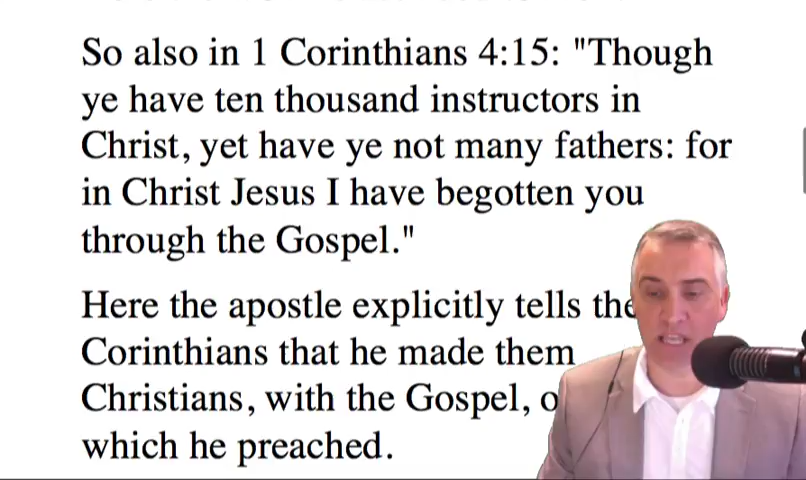 So also in 1 Corinthians 4:15: "Though
ye have ten thousand instructors in
Christ, yet have ye not many fathers: for
in Christ Jesus I have begotten you
through the Gospel."
Here the apostle explicitly tells
Corinthians that he made them
Christians, with the Gospel,
which he preached.